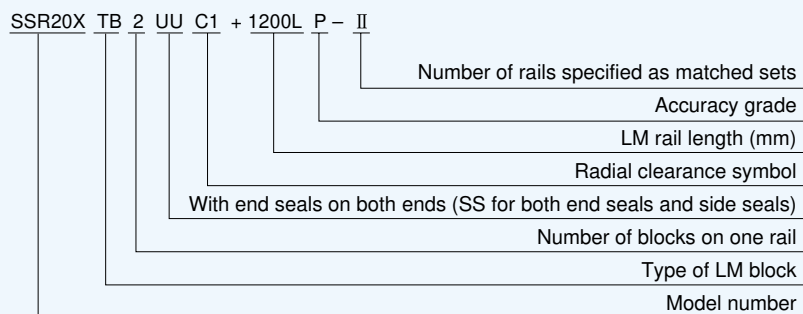 SSR20X TB 2 UU C1 + 1200L P – Ⅱ
Number of rails specified as matched sets
Accuracy grade
LM rail length (mm)
Radial clearance symbol
With end seals on both ends (SS for both end seals and side seals)
Number of blocks on one rail
Type of LM block
Model number